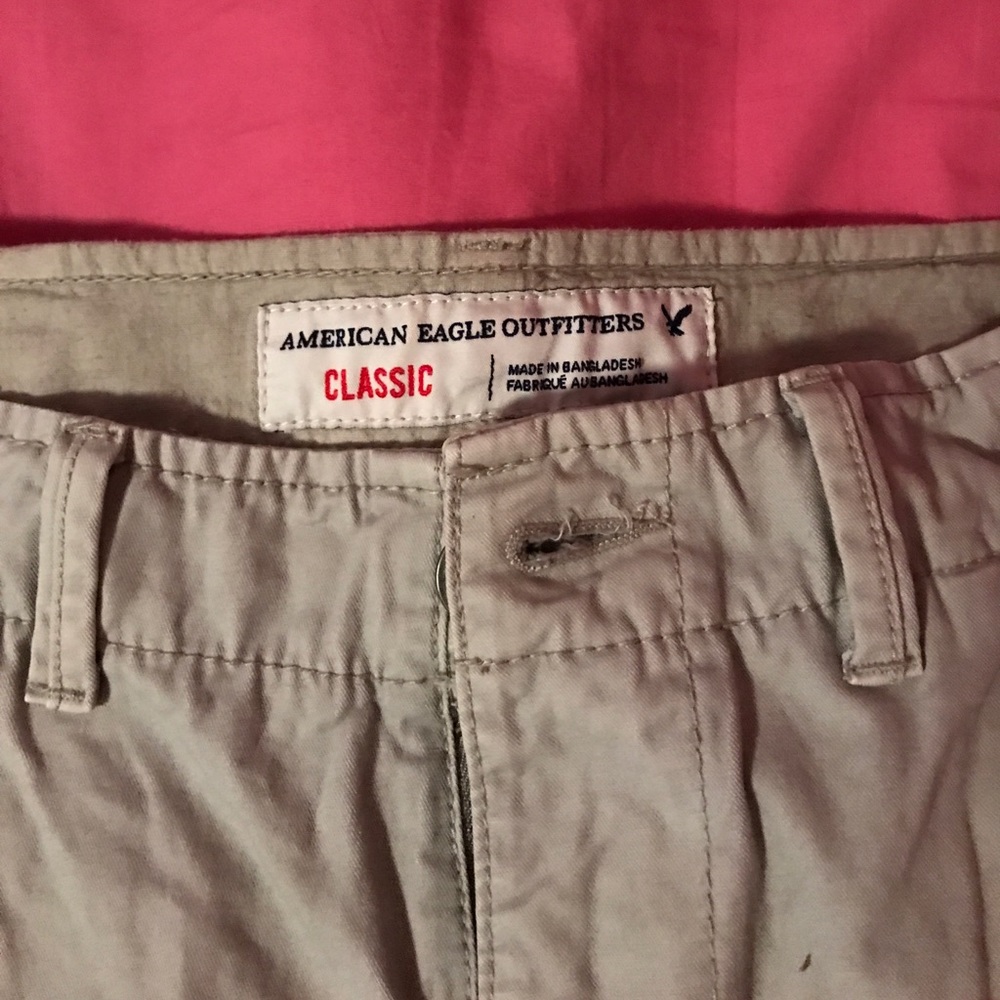 AMERICAN EAGLE OUTFITTERS
CLASSIC
MADE IN BANGLADESH
FABRIQUÉ AU BANGLADESH